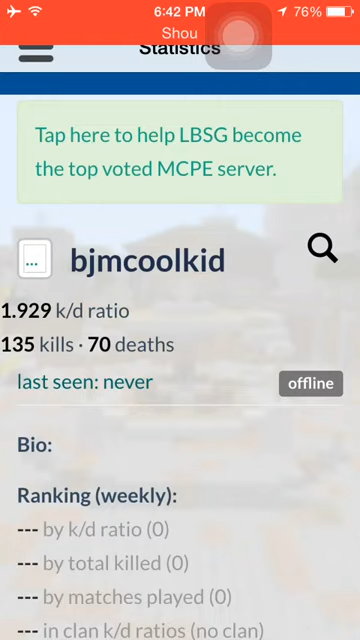 6:42 PM
76%
Shou
Statistics
Tap here to help LBSG become
the top voted MCPE server.
...
bjmcoolkid
1.929 k/d ratio
135 kills · 70 deaths
last seen: never
offline
Bio:
Ranking (weekly):
--- by k/d ratio (0)
--- by total killed (0)
--- by matches played (0)
--- in clan k/d ratios (no clan)